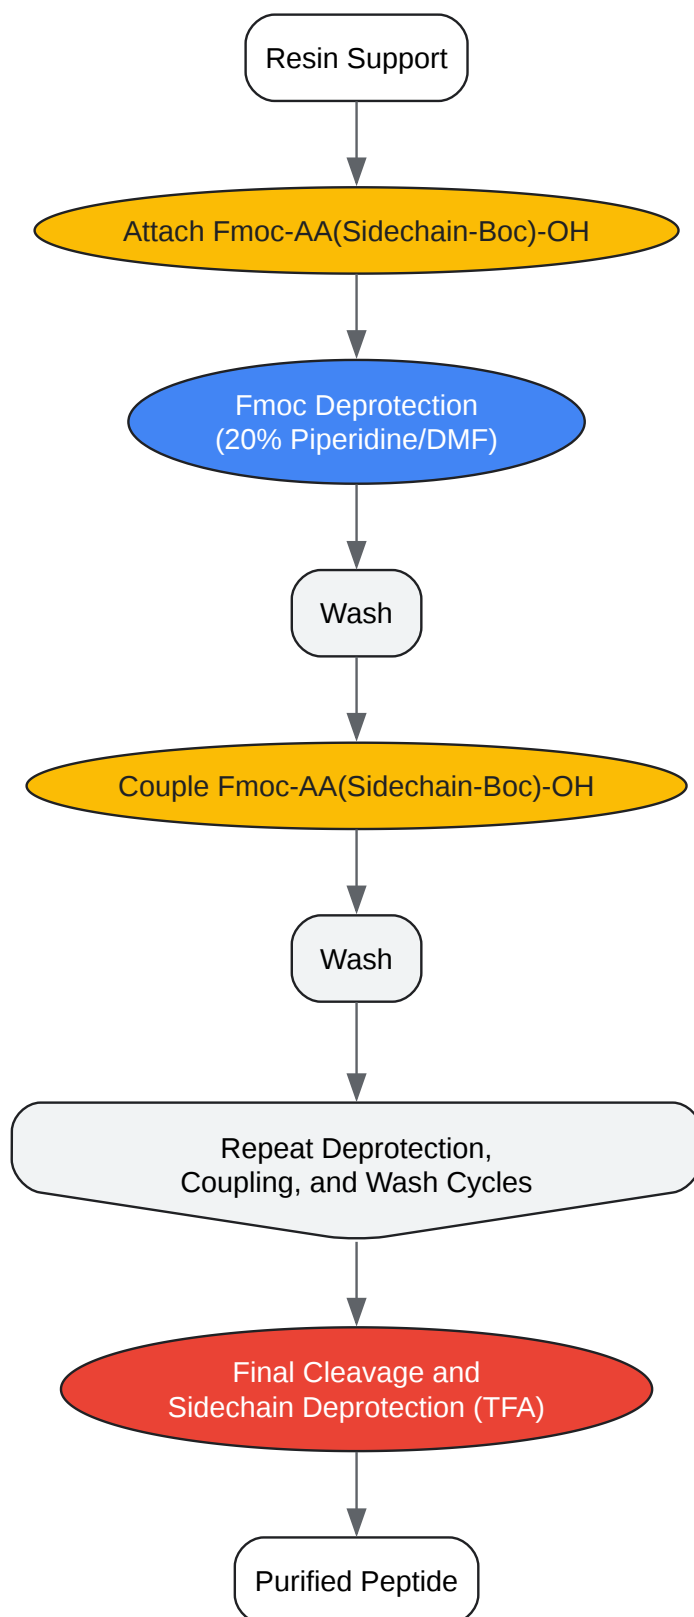 Resin Support
Attach Fmoc-AA(Sidechain-Boc)-OH
Fmoc Deprotection
(20% Piperidine/DMF)
Wash
Couple Fmoc-AA(Sidechain-Boc)-OH
Wash
Repeat Deprotection,
Coupling, and Wash Cycles
Final Cleavage and
Sidechain Deprotection (TFA)
Purified Peptide